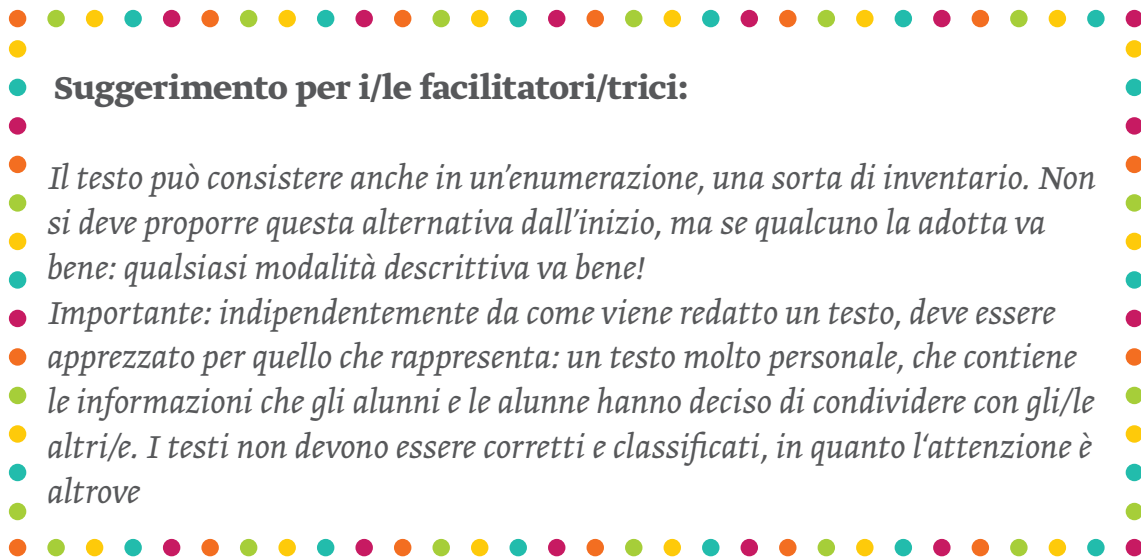 Suggerimento per i/le facilitatori/trici:
Il testo può consistere anche in un’enumerazione, una sorta di inventario. Non
si deve proporre questa alternativa dall’inizio, ma se qualcuno la adotta va
bene: qualsiasi modalità descrittiva va bene!
Importante: indipendentemente da come viene redatto un testo, deve essere
apprezzato per quello che rappresenta: un testo molto personale, che contiene
le informazioni che gli alunni e le alunne hanno deciso di condividere con gli/le
altri/e. I testi non devono essere corretti e classificati, in quanto l‘attenzione è
altrove